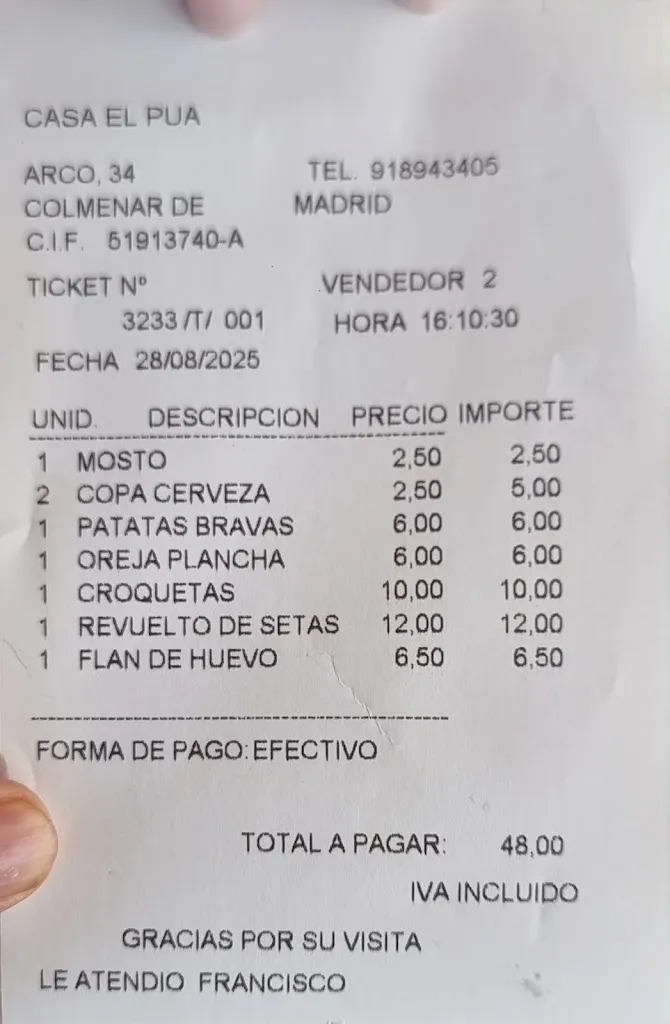 CASA EL PUA
ARCO, 34 TEL. 918943405
COLMENAR DE MADRID
C.I.F. 51913740-A
TICKET Nº VENDEDOR 2
3233 /T/ 001 HORA 16:10:30
FECHA 28/08/2025
UNID. DESCRIPCION PRECIO IMPORTE
1 MOSTO 2,50 2,50
2 COPA CERVEZA 2,50 5,00
1 PATATAS BRAVAS 6,00 6,00
1 OREJA PLANCHA 6,00 6,00
1 CROQUETAS 10,00 10,00
1 REVUELTO DE SETAS 12,00 12,00
1 FLAN DE HUEVO 6,50 6,50
FORMA DE PAGO: EFECTIVO
TOTAL A PAGAR: 48,00
IVA INCLUIDO
GRACIAS POR SU VISITA
LE ATENDIO FRANCISCO